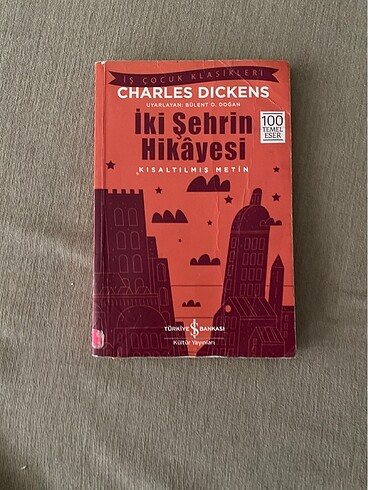 İŞ ÇOCUK KLASİKLERİ
CHARLES DICKENS
UYARLAYAN: BÜLENT O. DOĞAN
İki Şehrin
Hikâyesi
100
TEMEL
ESER
KISALTILMIŞ METİN
TÜRKİYE İŞ BANKASI
Kültür Yayınları